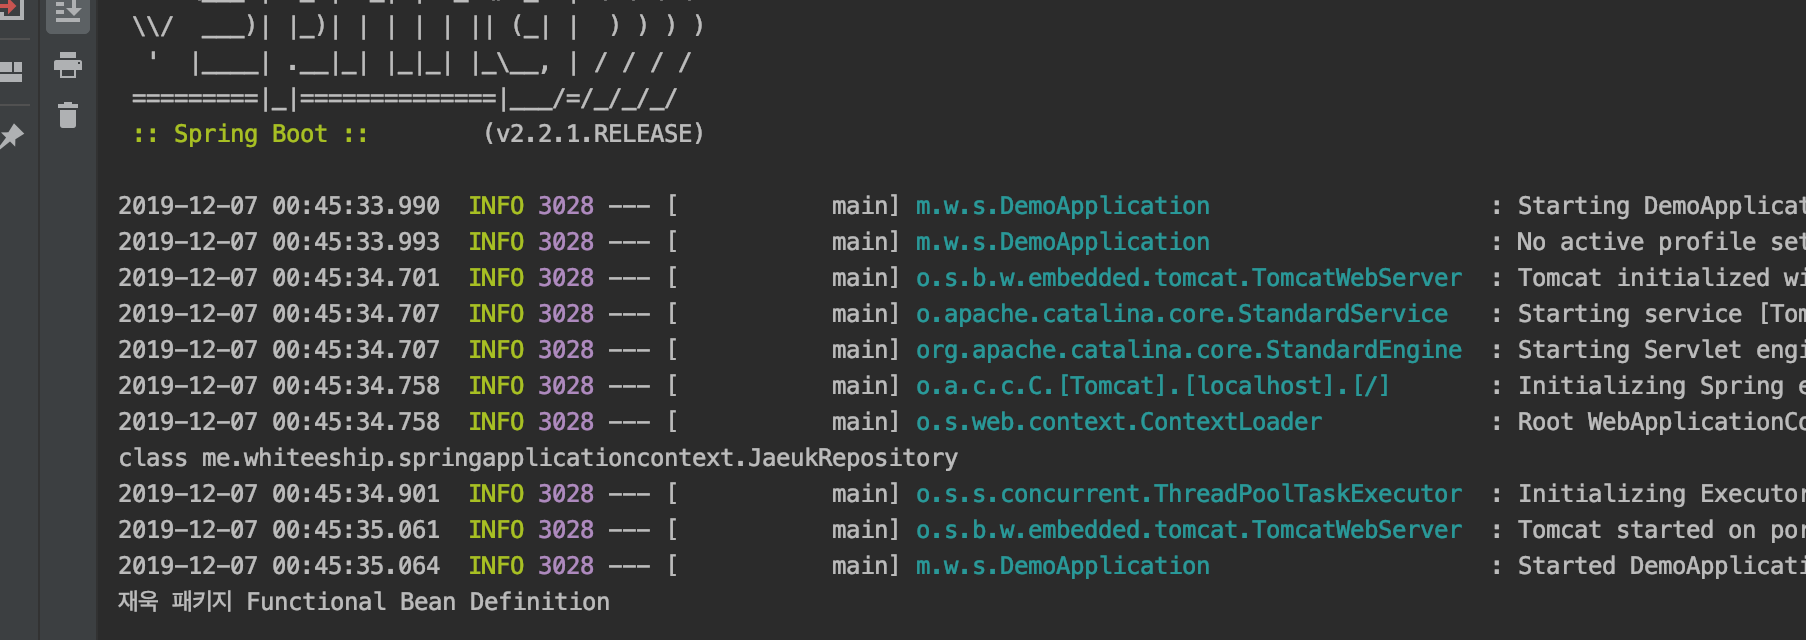 \\/  ___)| |_)| | | | | || (_| |  ) ) ) )
'  |____| .__|_| |_|_| |_\__, | / / / /
=========|_|==============|___/=/_/_/_/
:: Spring Boot ::        (v2.2.1.RELEASE)
2019-12-07 00:45:33.990  INFO 3028 --- [           main] m.w.s.DemoApplication                    : Starting DemoApplicat
2019-12-07 00:45:33.993  INFO 3028 --- [           main] m.w.s.DemoApplication                    : No active profile set
2019-12-07 00:45:34.701  INFO 3028 --- [           main] o.s.b.w.embedded.tomcat.TomcatWebServer  : Tomcat initialized wi
2019-12-07 00:45:34.707  INFO 3028 --- [           main] o.apache.catalina.core.StandardService   : Starting service [Tom
2019-12-07 00:45:34.707  INFO 3028 --- [           main] org.apache.catalina.core.StandardEngine  : Starting Servlet engi
2019-12-07 00:45:34.758  INFO 3028 --- [           main] o.a.c.c.C.[Tomcat].[localhost].[/]       : Initializing Spring e
2019-12-07 00:45:34.758  INFO 3028 --- [           main] o.s.web.context.ContextLoader            : Root WebApplicationCo
class me.whiteeship.springapplicationcontext.JaeukRepository
2019-12-07 00:45:34.901  INFO 3028 --- [           main] o.s.s.concurrent.ThreadPoolTaskExecutor  : Initializing Executor
2019-12-07 00:45:35.061  INFO 3028 --- [           main] o.s.b.w.embedded.tomcat.TomcatWebServer  : Tomcat started on por
2019-12-07 00:45:35.064  INFO 3028 --- [           main] m.w.s.DemoApplication                    : Started DemoApplicati
재욱 패키지 Functional Bean Definition